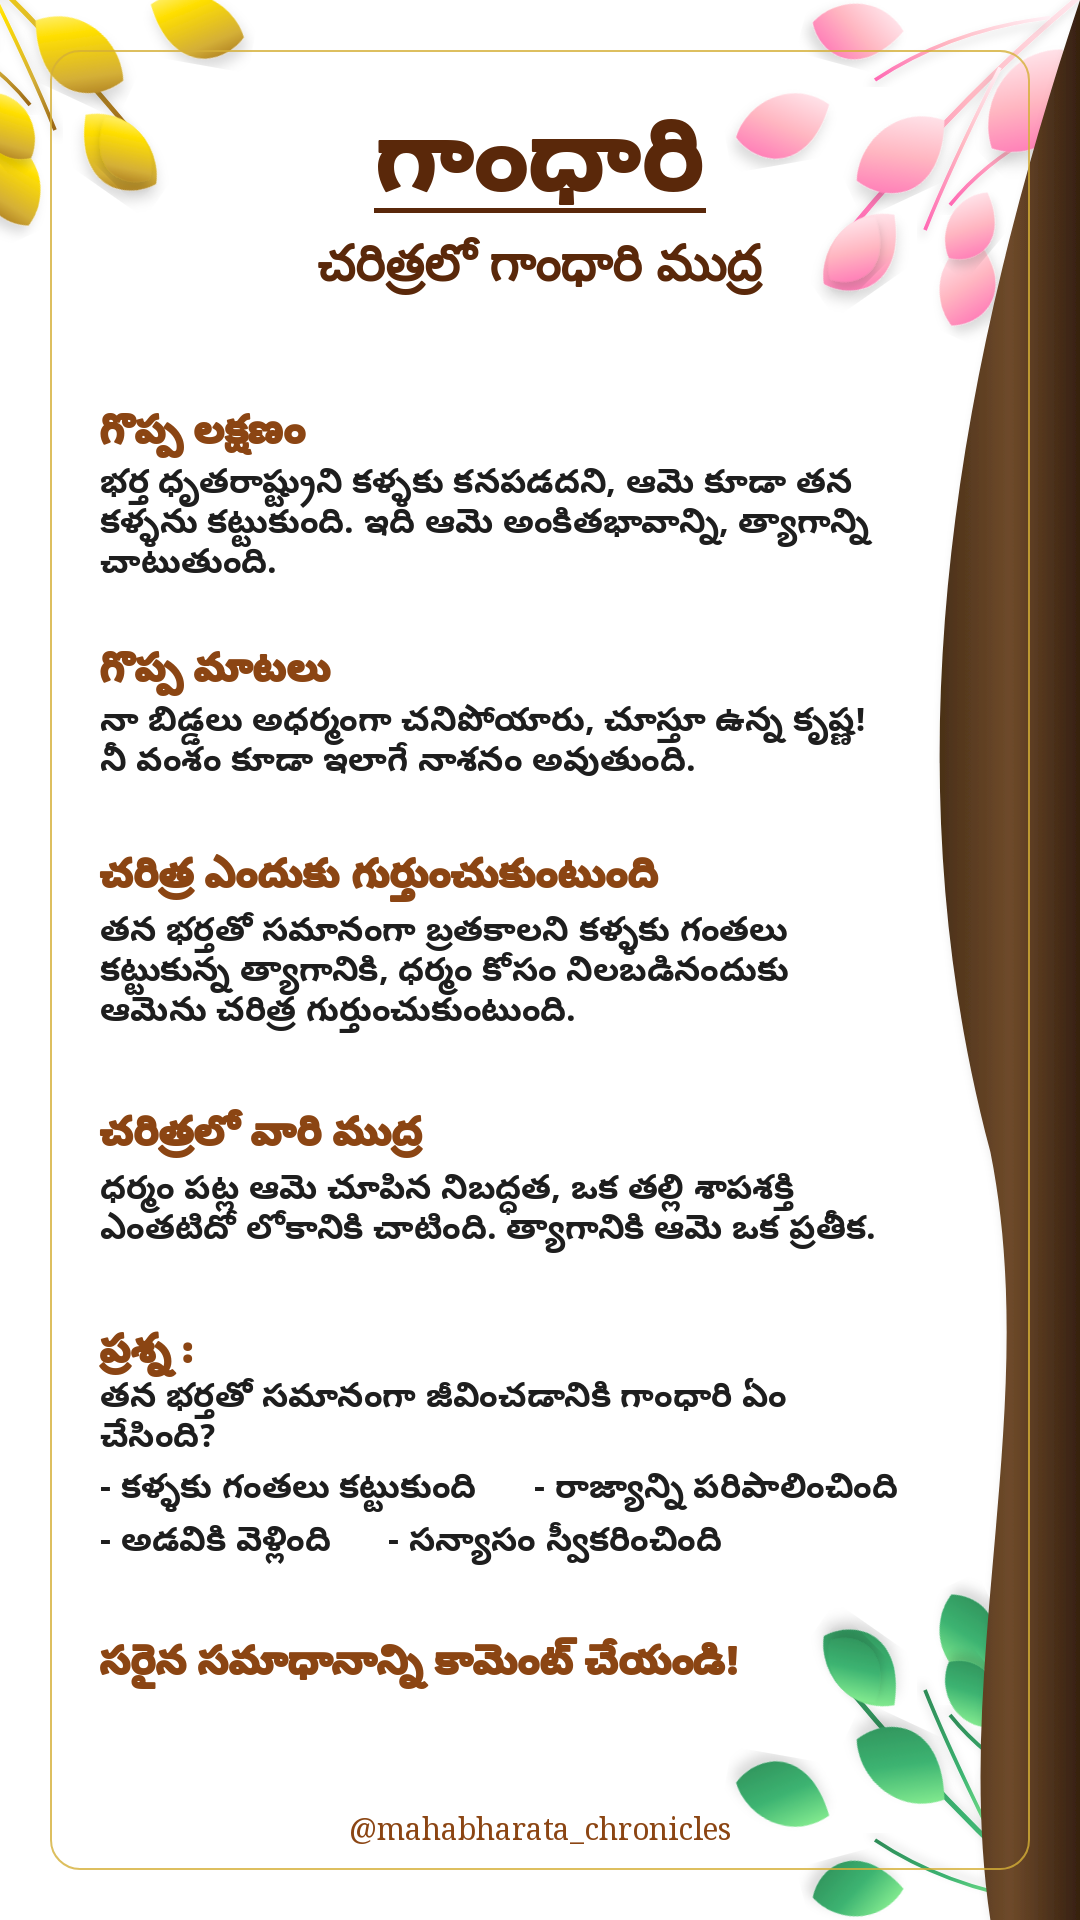 గాంధారి
చరిత్రలో గాంధారి ముద్ర
గొప్ప లక్షణం
భర్త ధృతరాష్ట్రుని కళ్ళకు కనపడదని, ఆమె కూడా తన
కళ్ళను కట్టుకుంది. ఇది ఆమె అంకితభావాన్ని, త్యాగాన్ని
చాటుతుంది.
గొప్ప మాటలు
నా బిడ్డలు అధర్మంగా చనిపోయారు, చూస్తూ ఉన్న కృష్ణ!
నీ వంశం కూడా ఇలాగే నాశనం అవుతుంది.
చరిత్ర ఎందుకు గుర్తుంచుకుంటుంది
తన భర్తతో సమానంగా బ్రతకాలని కళ్ళకు గంతలు
కట్టుకున్న త్యాగానికి, ధర్మం కోసం నిలబడినందుకు
ఆమెను చరిత్ర గుర్తుంచుకుంటుంది.
చరిత్రలో వారి ముద్ర
ధర్మం పట్ల ఆమె చూపిన నిబద్ధత, ఒక తల్లి శాపశక్తి
ఎంతటిదో లోకానికి చాటింది. త్యాగానికి ఆమె ఒక ప్రతీక.
ప్రశ్న :
తన భర్తతో సమానంగా జీవించడానికి గాంధారి ఏం
చేసింది?
- కళ్ళకు గంతలు కట్టుకుంది - రాజ్యాన్ని పరిపాలించింది
- అడవికి వెళ్లింది - సన్యాసం స్వీకరించింది
సరైన సమాధానాన్ని కామెంట్ చేయండి!
@mahabharata_chronicles